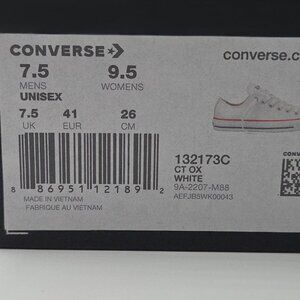 CONVERSE
converse.c
7.5 9.5
MENS WOMENS
UNISEX
7.5 41 26
UK EUR CM
132173C
CT OX
WHITE
9A-2207-M88
AEFJB5WK00043
8 86951 12189 2
MADE IN VIETNAM
FABRIQUE AU VIETNAM